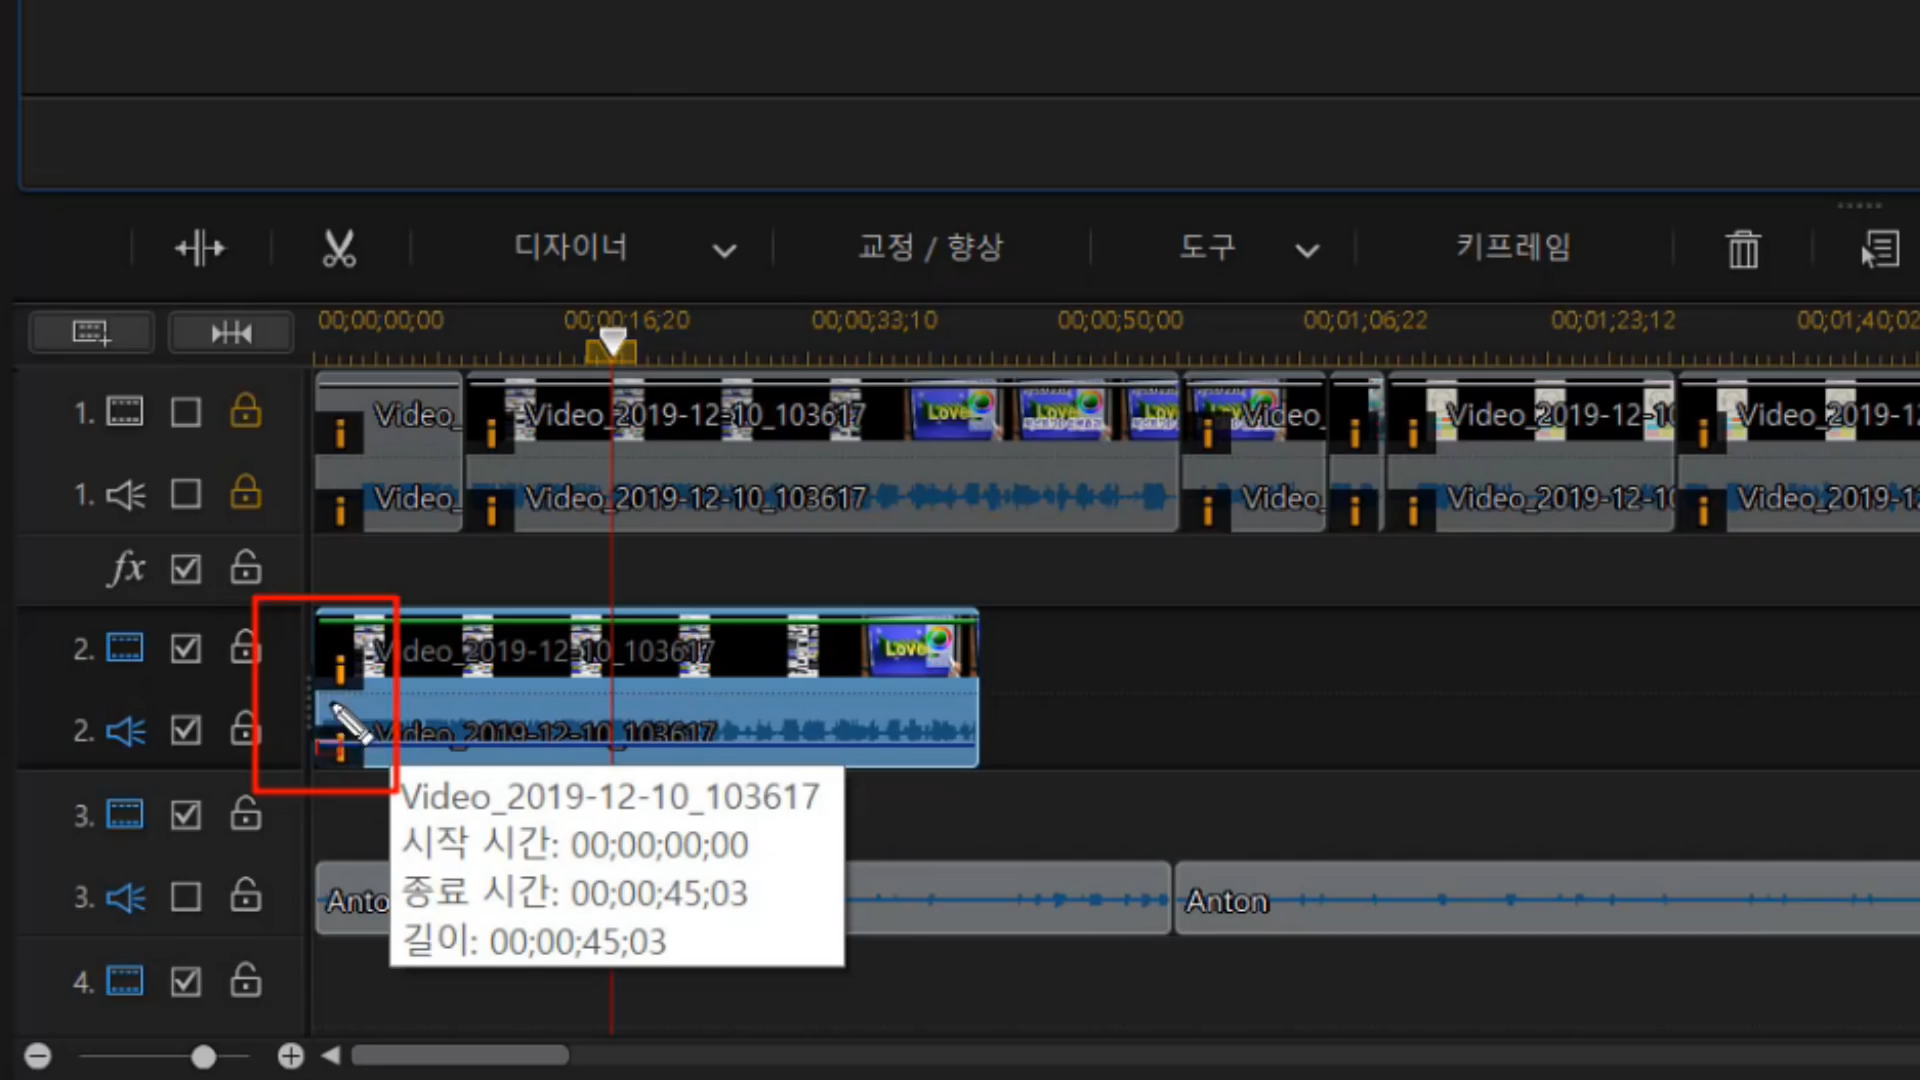 디자이너 교정 / 향상 도구 키프레임
00;00;00;00 00;00;16;20 00;00;33;10 00;00;50;00 00;01;06;22 00;01;23;12 00;01;40;02
1. i Video_ i Video_2019-12-10_103617 Love i Video_ i i Video_2019-12-10 i Video_2019-12
1. i Video_ i Video_2019-12-10_103617 i Video_ i i Video_2019-12-10 i Video_2019-12
fx
2. i Video_2019-12-10_103617 Love
2. i Video_2019-12-10_103617
Video_2019-12-10_103617
시작 시간: 00;00;00;00
종료 시간: 00;00;45;03
길이: 00;00;45;03
3.
3. Anto Anton
4.